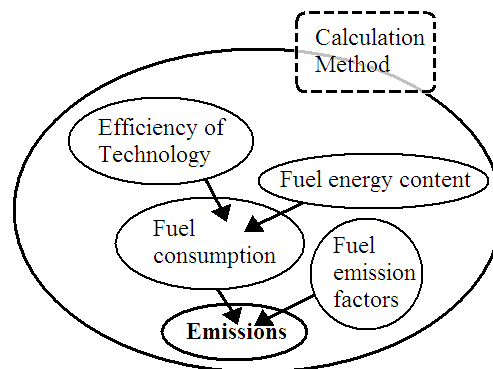 Calculation
Method
Efficiency of
Technology
Fuel energy content
Fuel
consumption
Fuel
emission
factors
Emissions